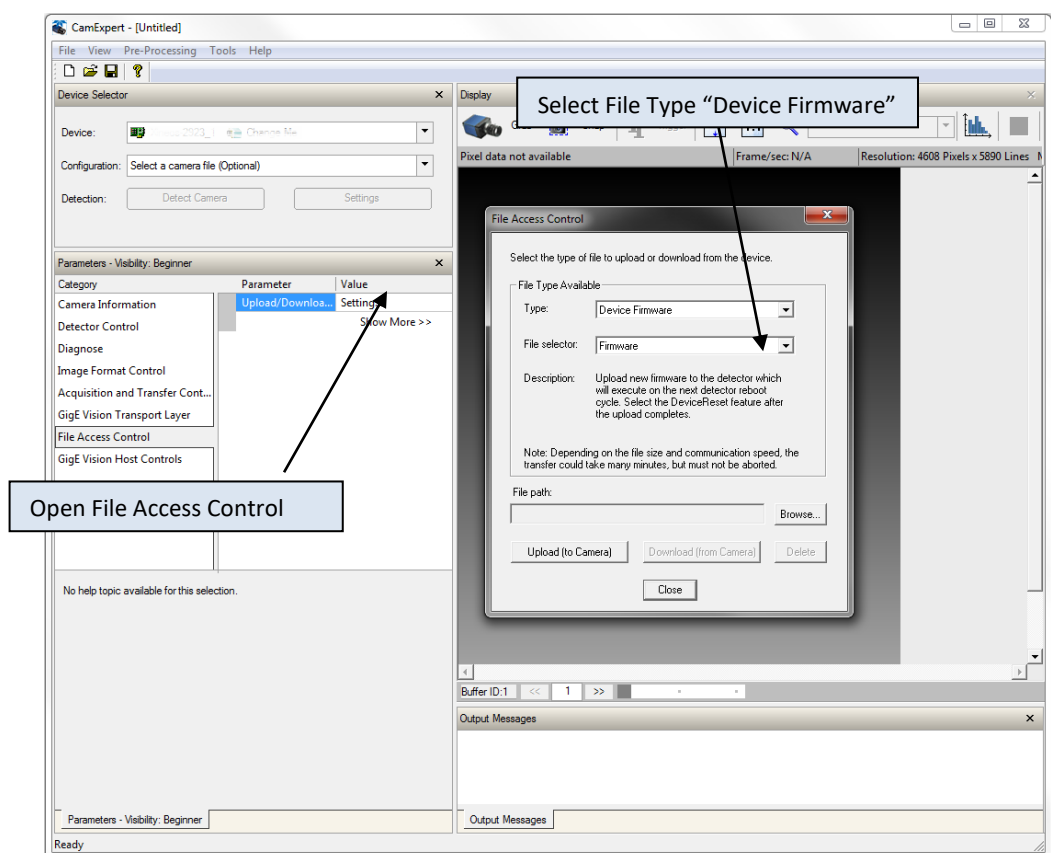 CamExpert - [Untitled]
File View Pre-Processing Tools Help
Device Selector
Device:
Change Me
Configuration: Select a camera file (Optional)
Detection: Detect Camera Settings
Parameters - Visibility: Beginner
Category Parameter Value
Camera Information Upload/Downloa... Settings
Detector Control Show More >>
Diagnose
Image Format Control
Acquisition and Transfer Cont...
GigE Vision Transport Layer
File Access Control
GigE Vision Host Controls
Open File Access Control
No help topic available for this selection.
Parameters - Visibility: Beginner
Ready
Display
Select File Type “Device Firmware”
Pixel data not available Frame/sec: N/A Resolution: 4608 Pixels x 5890 Lines
File Access Control
Select the type of file to upload or download from the device.
File Type Available
Type: Device Firmware
File selector: Firmware
Description: Upload new firmware to the detector which
will execute on the next detector reboot
cycle. Select the DeviceReset feature after
the upload completes.
Note: Depending on the file size and communication speed, the
transfer could take many minutes, but must not be aborted.
File path:
Browse...
Upload (to Camera) Download (from Camera) Delete
Close
Buffer ID:1 << 1 >>
Output Messages
Output Messages